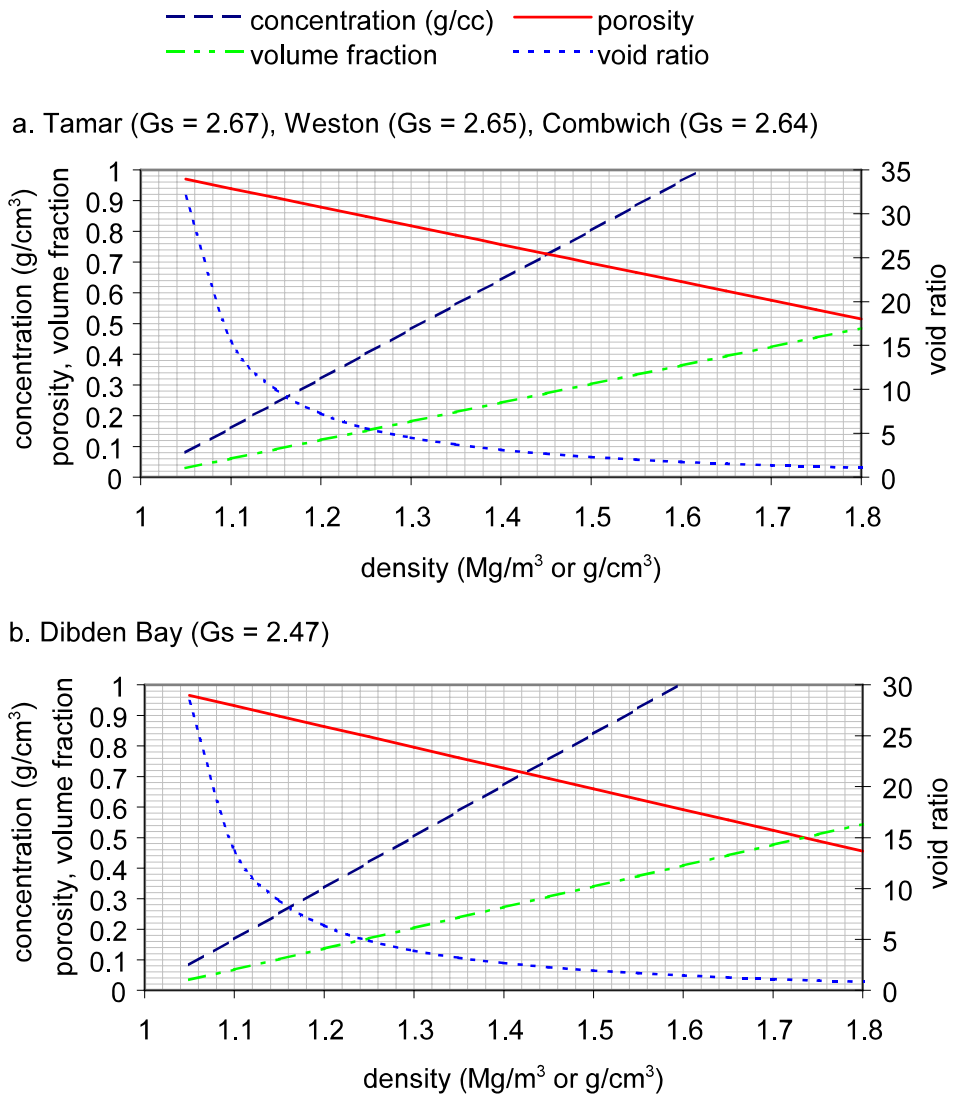 concentration (g/cc) porosity
volume fraction void ratio
a. Tamar (Gs = 2.67), Weston (Gs = 2.65), Combwich (Gs = 2.64)
concentration (g/cm³)
porosity, volume fraction
1
0.9
0.8
0.7
0.6
0.5
0.4
0.3
0.2
0.1
0
35
30
25
20
15
10
5
0
void ratio
1 1.1 1.2 1.3 1.4 1.5 1.6 1.7 1.8
density (Mg/m³ or g/cm³)
b. Dibden Bay (Gs = 2.47)
concentration (g/cm³)
porosity, volume fraction
1
0.9
0.8
0.7
0.6
0.5
0.4
0.3
0.2
0.1
0
30
25
20
15
10
5
0
void ratio
1 1.1 1.2 1.3 1.4 1.5 1.6 1.7 1.8
density (Mg/m³ or g/cm³)